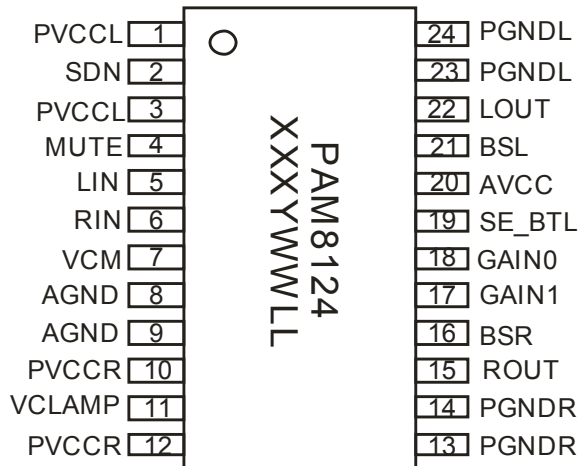 PVCCL 1
SDN 2
PVCCL 3
MUTE 4
LIN 5
RIN 6
VCM 7
AGND 8
AGND 9
PVCCR 10
VCLAMP 11
PVCCR 12
PAM8124
XXXYWWLL
24 PGNDL
23 PGNDL
22 LOUT
21 BSL
20 AVCC
19 SE_BTL
18 GAIN0
17 GAIN1
16 BSR
15 ROUT
14 PGNDR
13 PGNDR